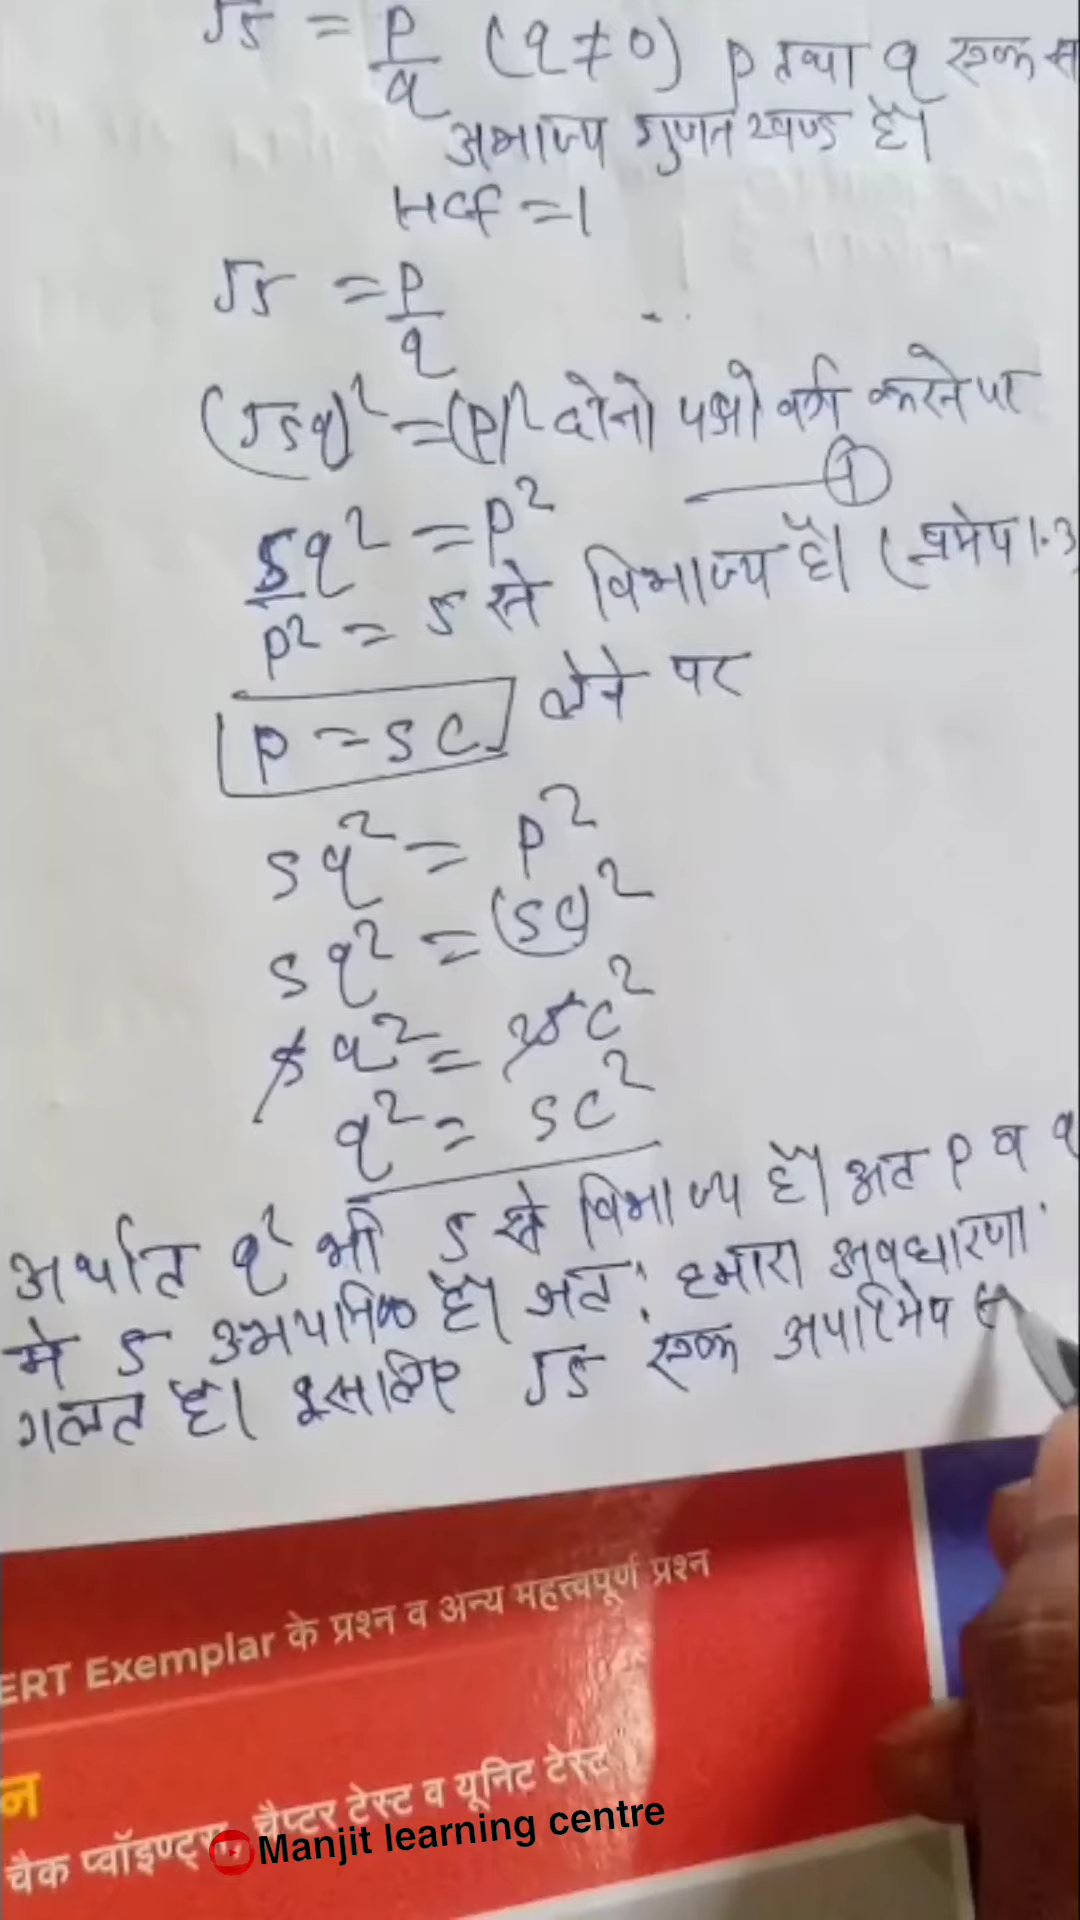 √5 = p/q (q ≠ 0) p तथा q एक स
अभाज्य गुणनखण्ड है।
HCF = 1
√5 = p/q
(√5q)² = (p)² दोनो पक्षो वर्ग करने पर
①
5q² = p²
p² = 5 से विभाज्य है। (प्रमेय 1.3
p = 5c लेने पर
5q² = p²
5q² = (5c)²
5q² = 25c²
q² = 5c²
अर्थात q² भी 5 से विभाज्य है। अत p व q
मे 5 उभयनिष्ठ है। अत: हमारा अवधारणा
गलत है। इसलिए √5 एक अपरिमेय
ERT Exemplar के प्रश्न व अन्य महत्त्वपूर्ण प्रश्न
न
चैक प्वॉइण्ट्स, चैप्टर टेस्ट व यूनिट टेस्ट
Manjit learning centre